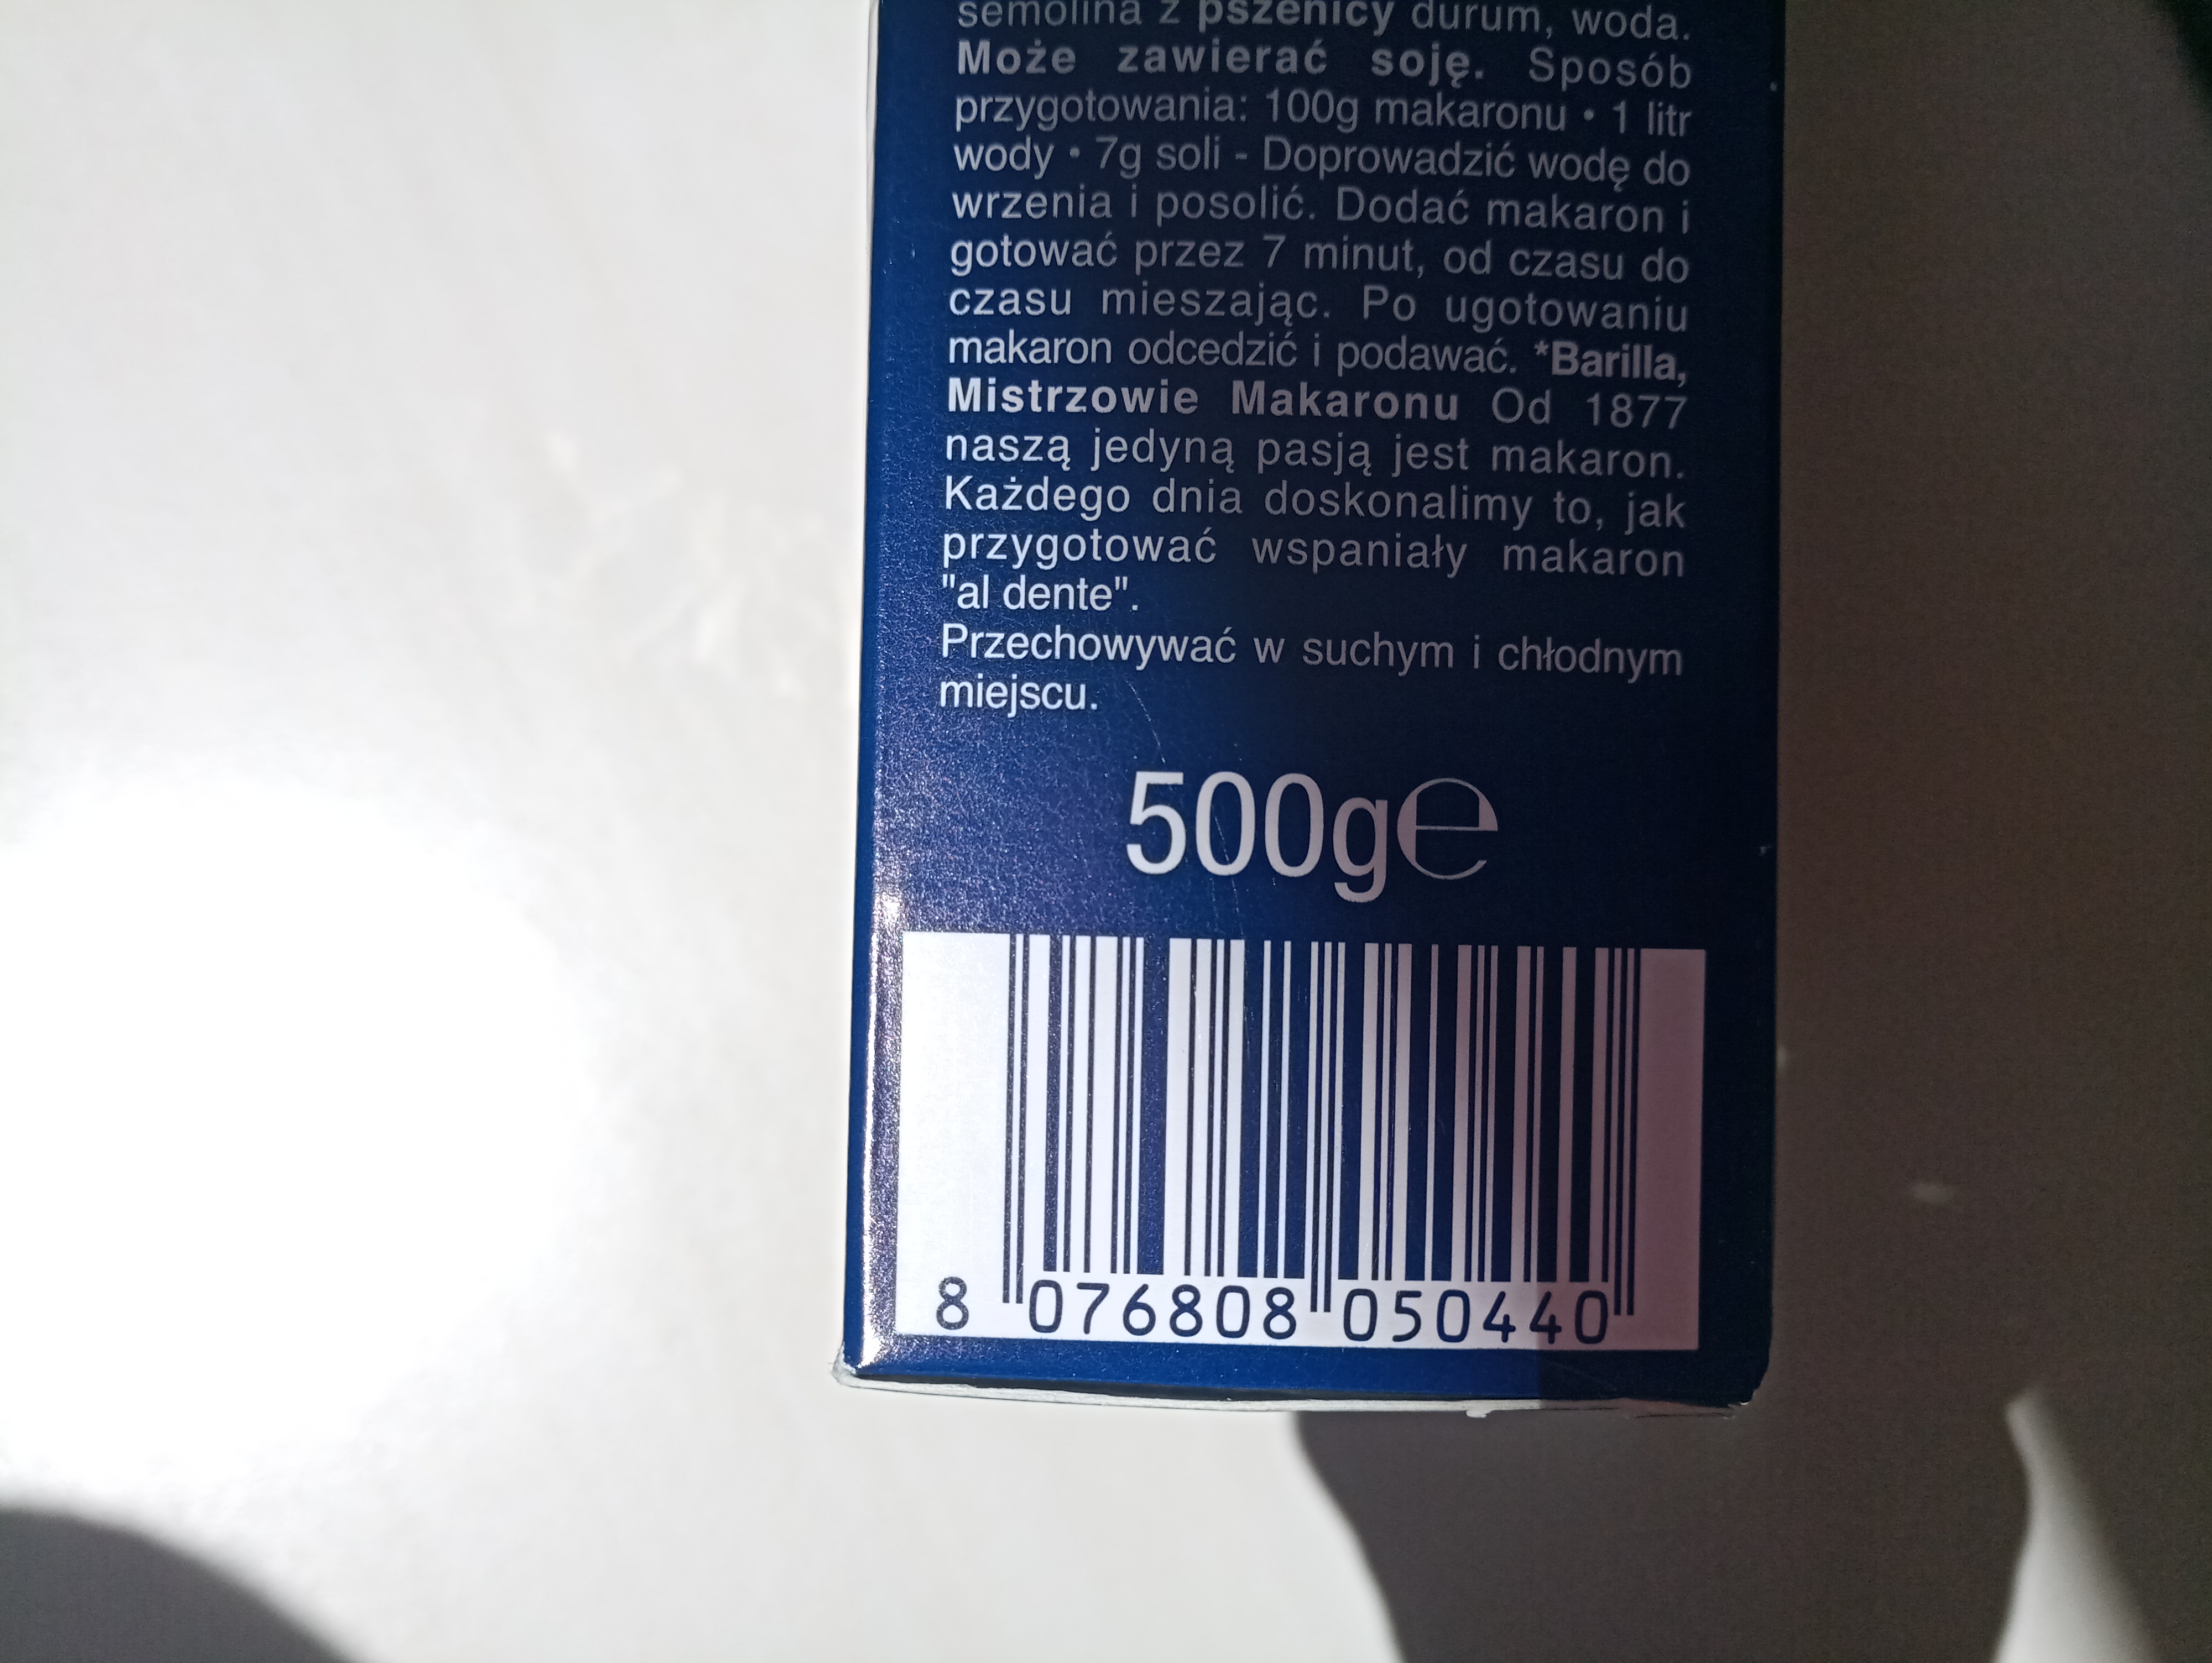 semolina z pszenicy durum, woda.
Może zawierać soję. Sposób
przygotowania: 100g makaronu • 1 litr
wody • 7g soli - Doprowadzić wodę do
wrzenia i posolić. Dodać makaron i
gotować przez 7 minut, od czasu do
czasu mieszając. Po ugotowaniu
makaron odcedzić i podawać. *Barilla,
Mistrzowie Makaronu Od 1877
naszą jedyną pasją jest makaron.
Każdego dnia doskonalimy to, jak
przygotować wspaniały makaron
"al dente".
Przechowywać w suchym i chłodnym
miejscu.
500g℮
8 076808 050440